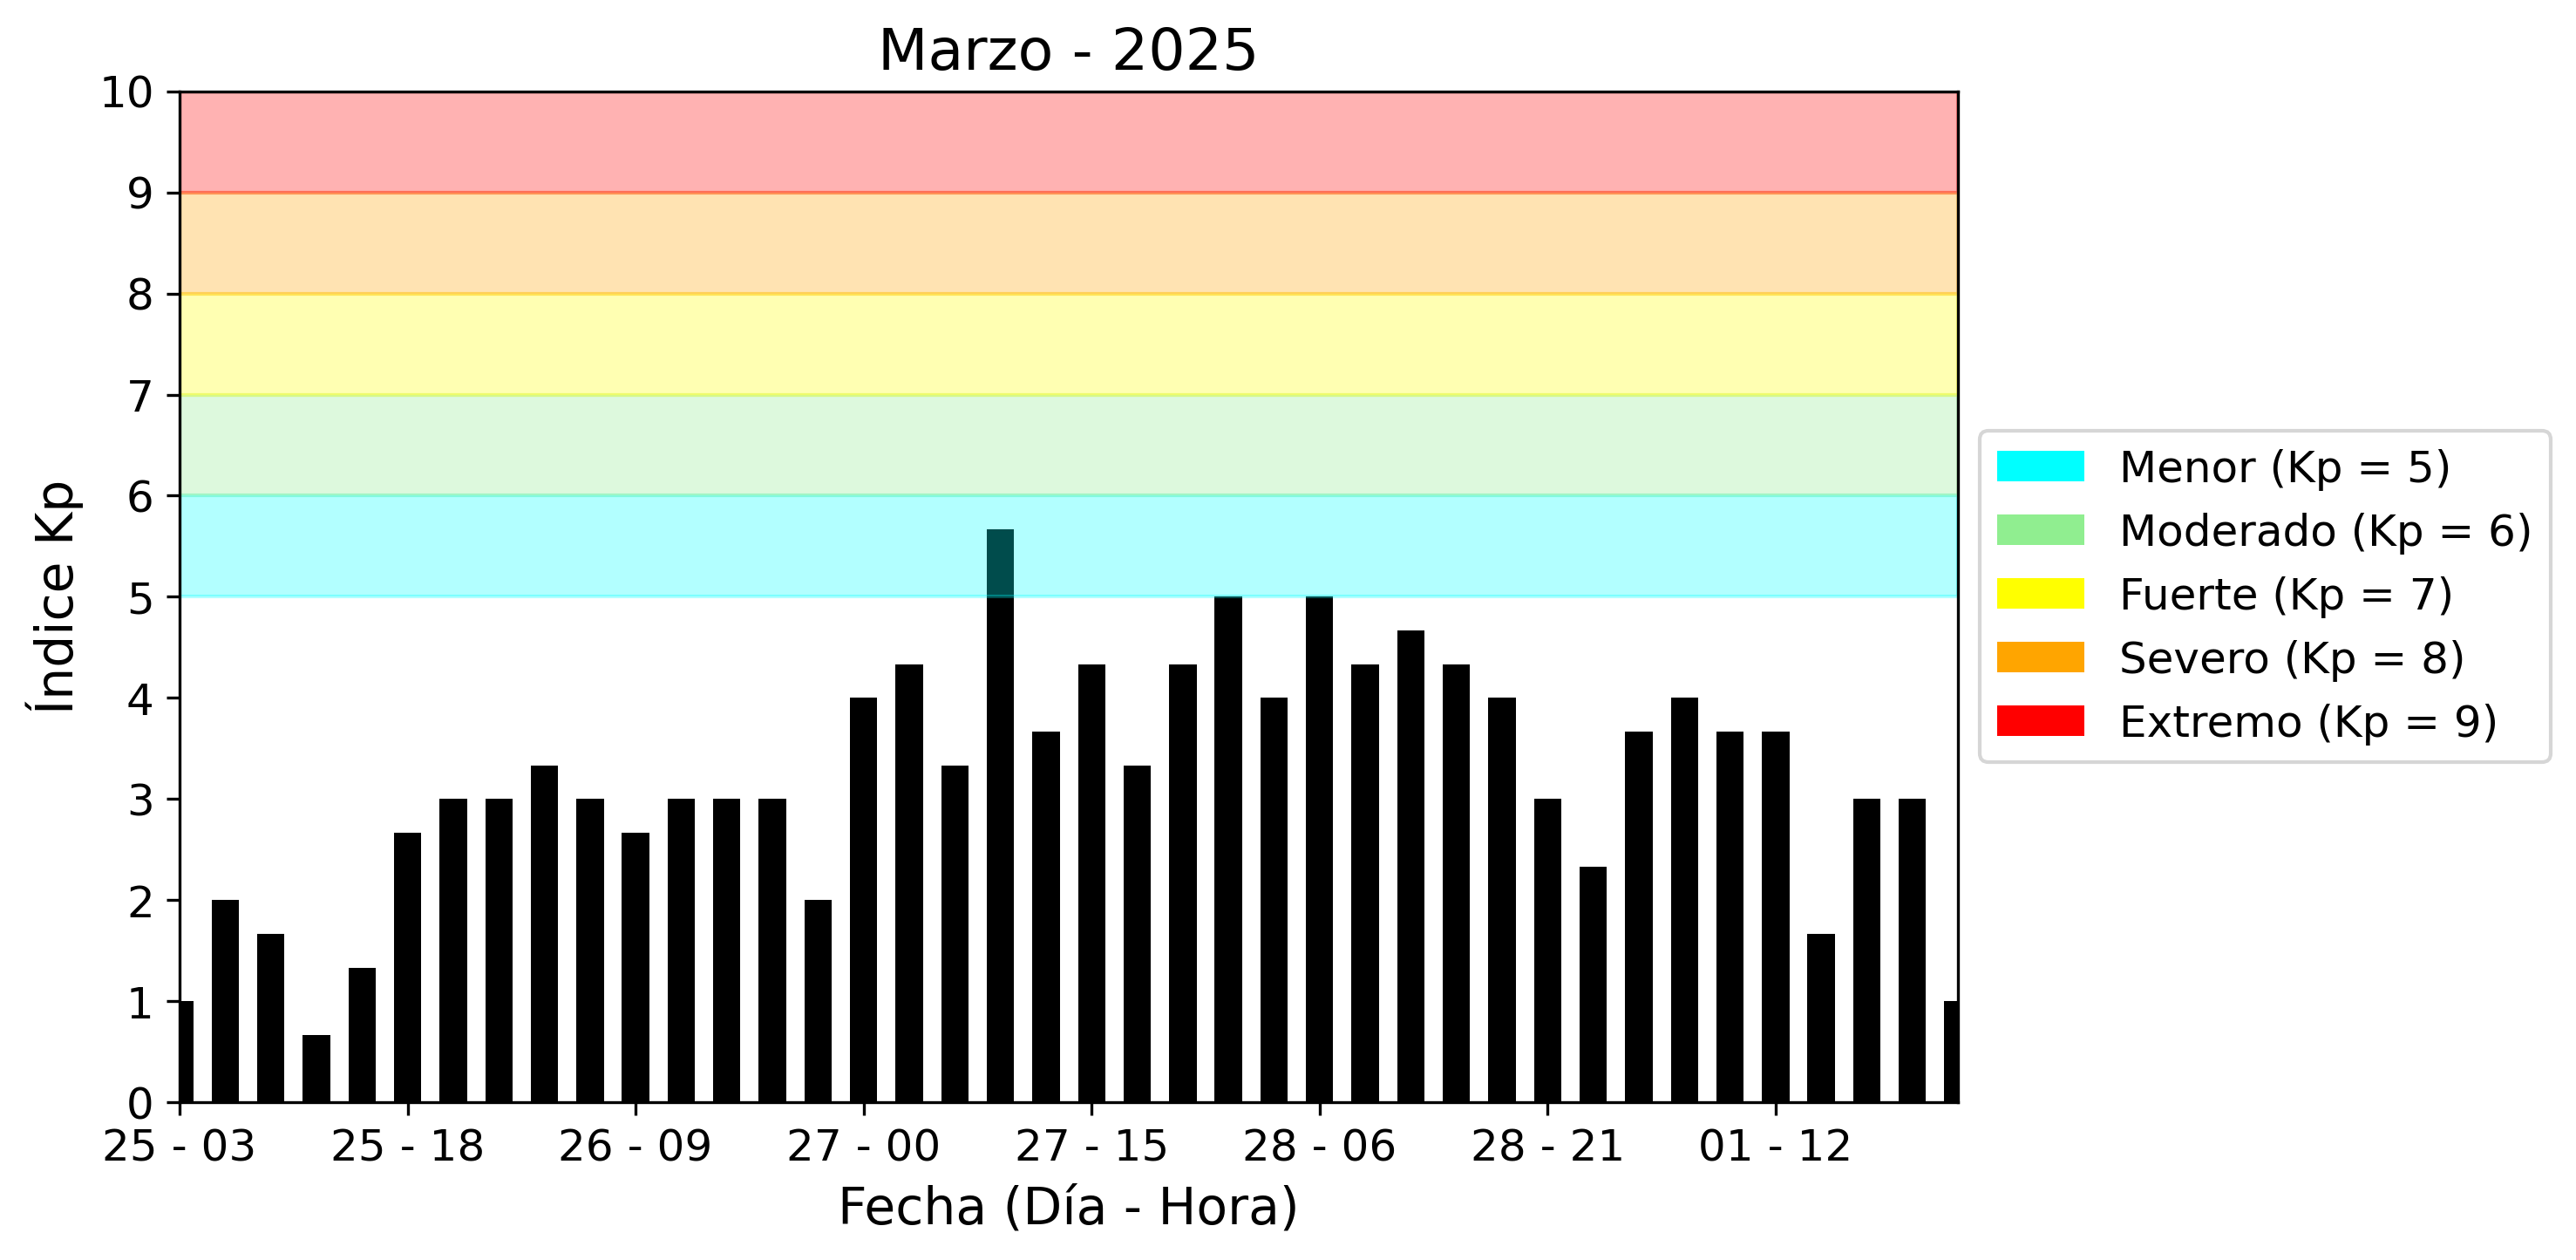 Marzo - 2025
Índice Kp
10
9
8
7
6
5
4
3
2
1
0
25 - 03
25 - 18
26 - 09
27 - 00
27 - 15
28 - 06
28 - 21
01 - 12
Fecha (Día - Hora)
Menor (Kp = 5)
Moderado (Kp = 6)
Fuerte (Kp = 7)
Severo (Kp = 8)
Extremo (Kp = 9)